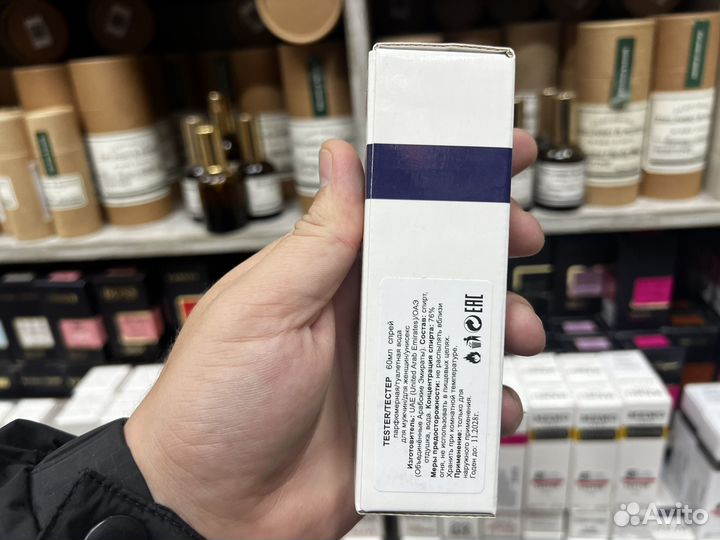 TESTER/ТЕСТЕР 60мл спрей
парфюмерная/туалетная вода
для мужчин/для женщин/унисекс
Изготовитель: UAE (United Arab Emirates)/ОАЭ
(Объединённые Арабские Эмираты). Состав: спирт,
отдушка, вода. Концентрация спирта: 76%
Меры предосторожности: не распылять вблизи
огня, не использовать в пищевых целях.
Хранить при комнатной температуре.
Применение: только для
наружного применения.
Годен до: 11.2028г.
EAC
Avito